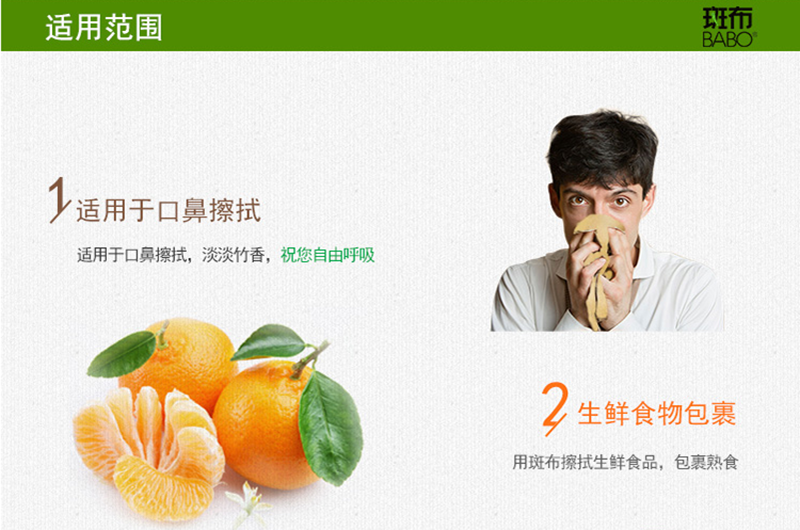 适用范围
斑布
BABO®
1 适用于口鼻擦拭
适用于口鼻擦拭，淡淡竹香，祝您自由呼吸
2 生鲜食物包裹
用斑布擦拭生鲜食品，包裹熟食